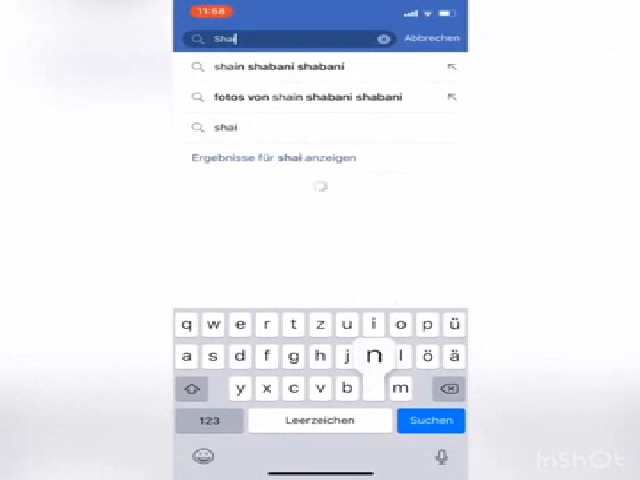 11:58
Shai
Abbrechen
shain shabani shabani
fotos von shain shabani shabani
shai
Ergebnisse für shai anzeigen
q w e r t z u i o p ü
a s d f g h j n l ö ä
y x c v b m
123
Leerzeichen
Suchen
InShOt